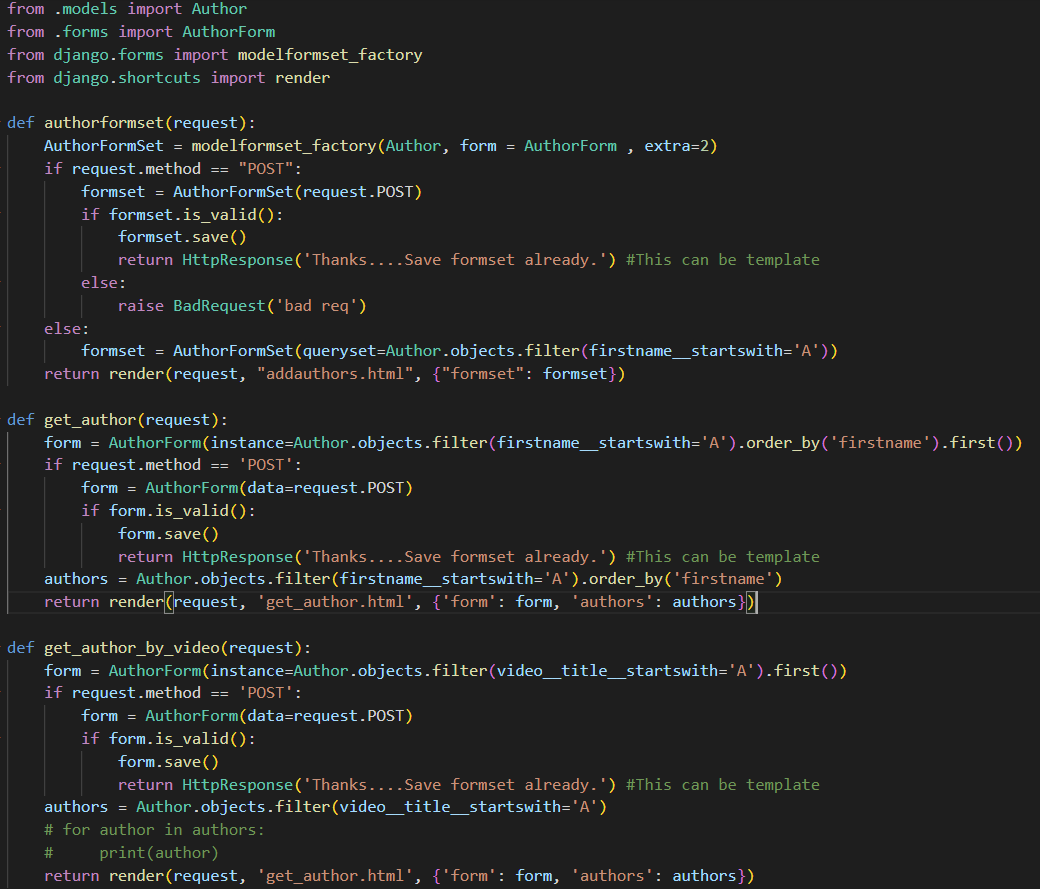 from .models import Author
from .forms import AuthorForm
from django.forms import modelformset_factory
from django.shortcuts import render

def authorformset(request):
    AuthorFormSet = modelformset_factory(Author, form = AuthorForm , extra=2)
    if request.method == "POST":
        formset = AuthorFormSet(request.POST)
        if formset.is_valid():
            formset.save()
            return HttpResponse('Thanks....Save formset already.') #This can be template
        else:
            raise BadRequest('bad req')
    else:
        formset = AuthorFormSet(queryset=Author.objects.filter(firstname__startswith='A'))
    return render(request, "addauthors.html", {"formset": formset})

def get_author(request):
    form = AuthorForm(instance=Author.objects.filter(firstname__startswith='A').order_by('firstname').first())
    if request.method == 'POST':
        form = AuthorForm(data=request.POST)
        if form.is_valid():
            form.save()
            return HttpResponse('Thanks....Save formset already.') #This can be template
    authors = Author.objects.filter(firstname__startswith='A').order_by('firstname')
    return render(request, 'get_author.html', {'form': form, 'authors': authors})

def get_author_by_video(request):
    form = AuthorForm(instance=Author.objects.filter(video__title__startswith='A').first())
    if request.method == 'POST':
        form = AuthorForm(data=request.POST)
        if form.is_valid():
            form.save()
            return HttpResponse('Thanks....Save formset already.') #This can be template
    authors = Author.objects.filter(video__title__startswith='A')
    # for author in authors:
    #     print(author)
    return render(request, 'get_author.html', {'form': form, 'authors': authors})